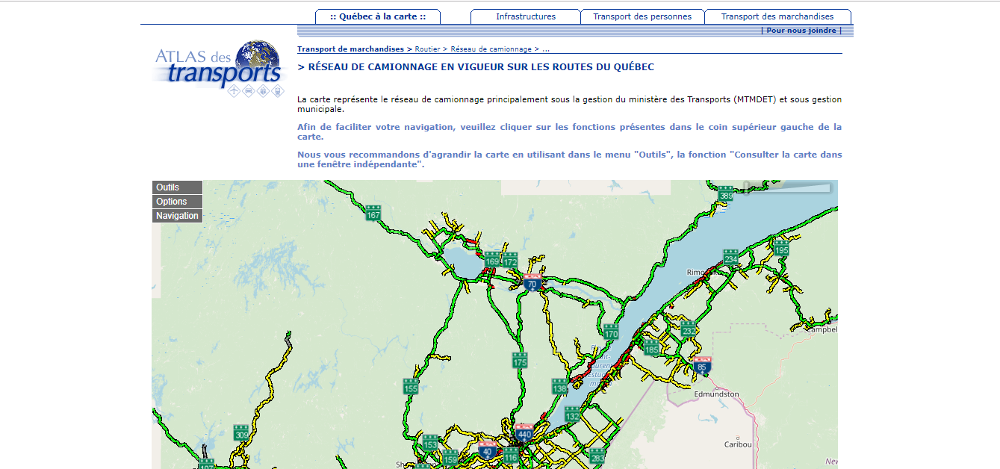 :: Québec à la carte ::
Infrastructures
Transport des personnes
Transport des marchandises
| Pour nous joindre |
ATLAS des
transports
Transport de marchandises > Routier > Réseau de camionnage > ...
> RÉSEAU DE CAMIONNAGE EN VIGUEUR SUR LES ROUTES DU QUÉBEC
La carte représente le réseau de camionnage principalement sous la gestion du ministère des Transports (MTMDET) et sous gestion
municipale.
Afin de faciliter votre navigation, veuillez cliquer sur les fonctions présentes dans le coin supérieur gauche de la
carte.
Nous vous recommandons d'agrandir la carte en utilisant dans le menu "Outils", la fonction "Consulter la carte dans
une fenêtre indépendante".
Outils
Options
Navigation
389
167
195
234
169
172
70
170
232
185
Campbel
175
85
155
138
Edmundston
132
309
440
153
Caribou
40
159
116
283